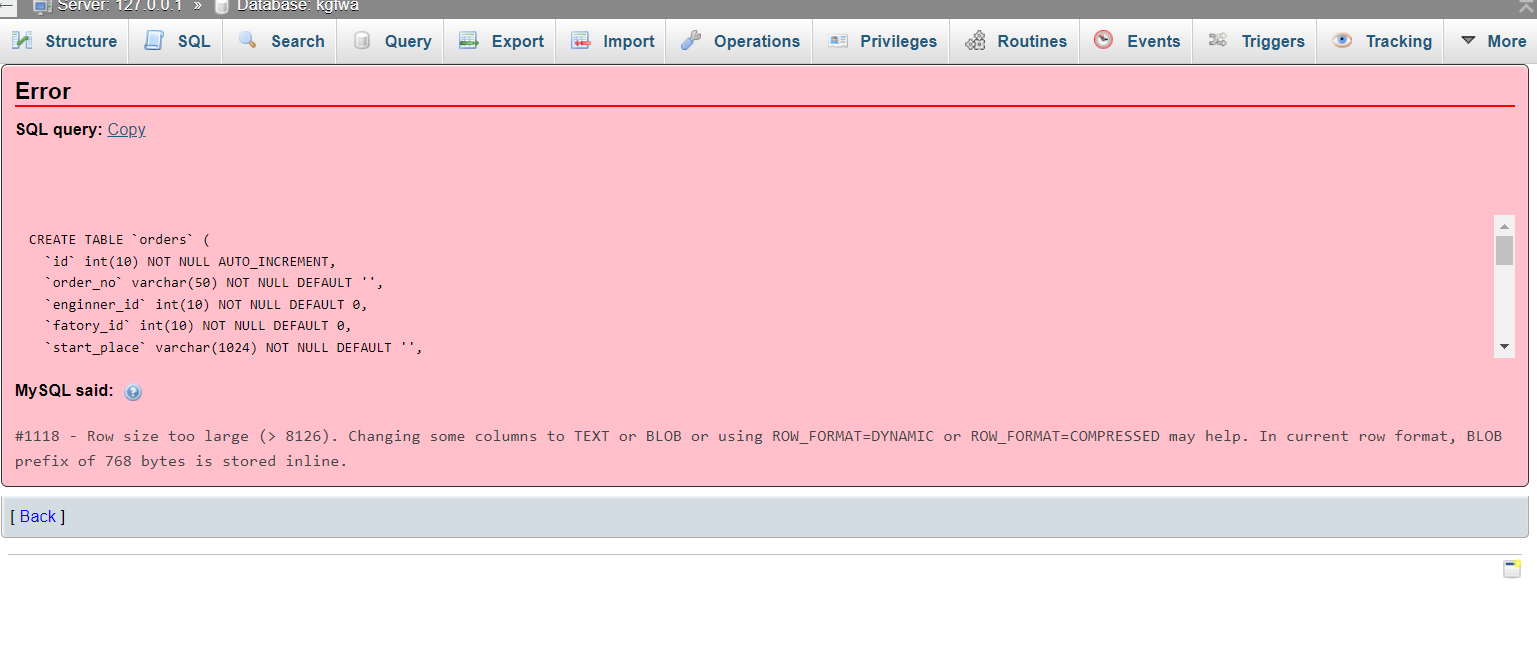 Server: 127.0.0.1 » Database: kgfwa
Structure SQL Search Query Export Import Operations Privileges Routines Events Triggers Tracking More
Error
SQL query: Copy
CREATE TABLE `orders` (
`id` int(10) NOT NULL AUTO_INCREMENT,
`order_no` varchar(50) NOT NULL DEFAULT '',
`enginner_id` int(10) NOT NULL DEFAULT 0,
`fatory_id` int(10) NOT NULL DEFAULT 0,
`start_place` varchar(1024) NOT NULL DEFAULT '',
MySQL said:
#1118 - Row size too large (> 8126). Changing some columns to TEXT or BLOB or using ROW_FORMAT=DYNAMIC or ROW_FORMAT=COMPRESSED may help. In current row format, BLOB
prefix of 768 bytes is stored inline.
[ Back ]